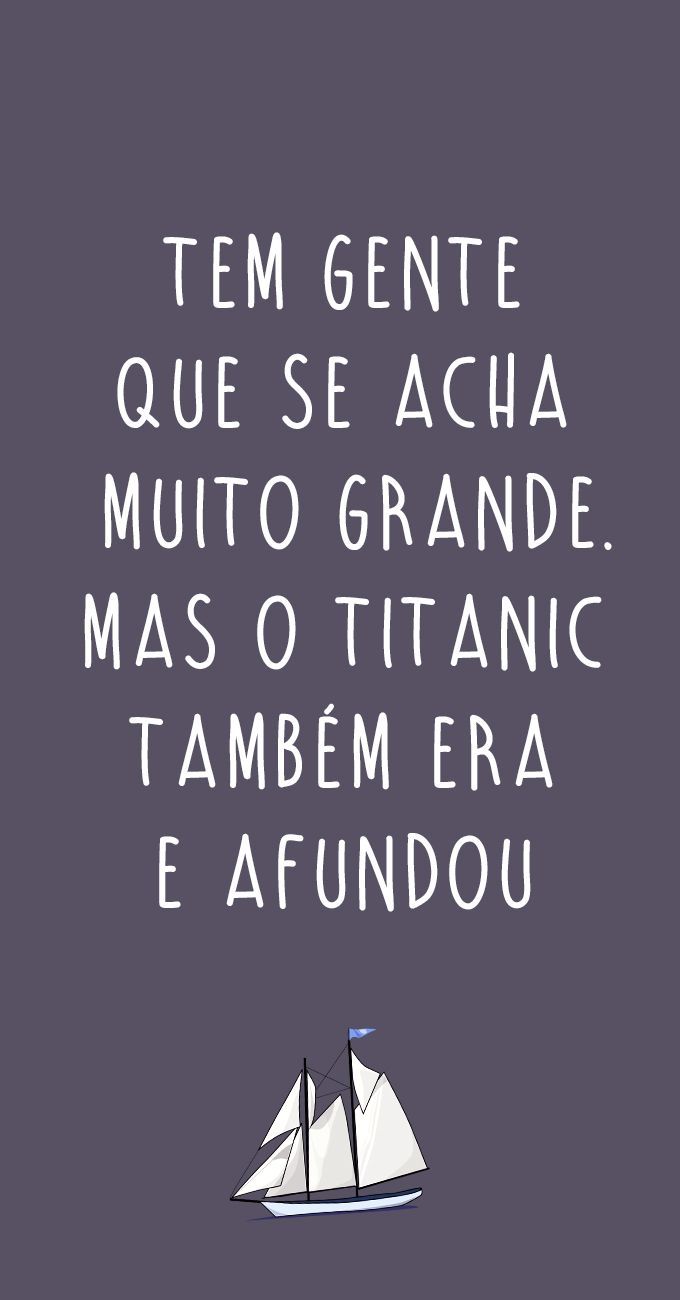 TEM GENTE
QUE SE ACHA
MUITO GRANDE.
MAS O TITANIC
TAMBÉM ERA
E AFUNDOU